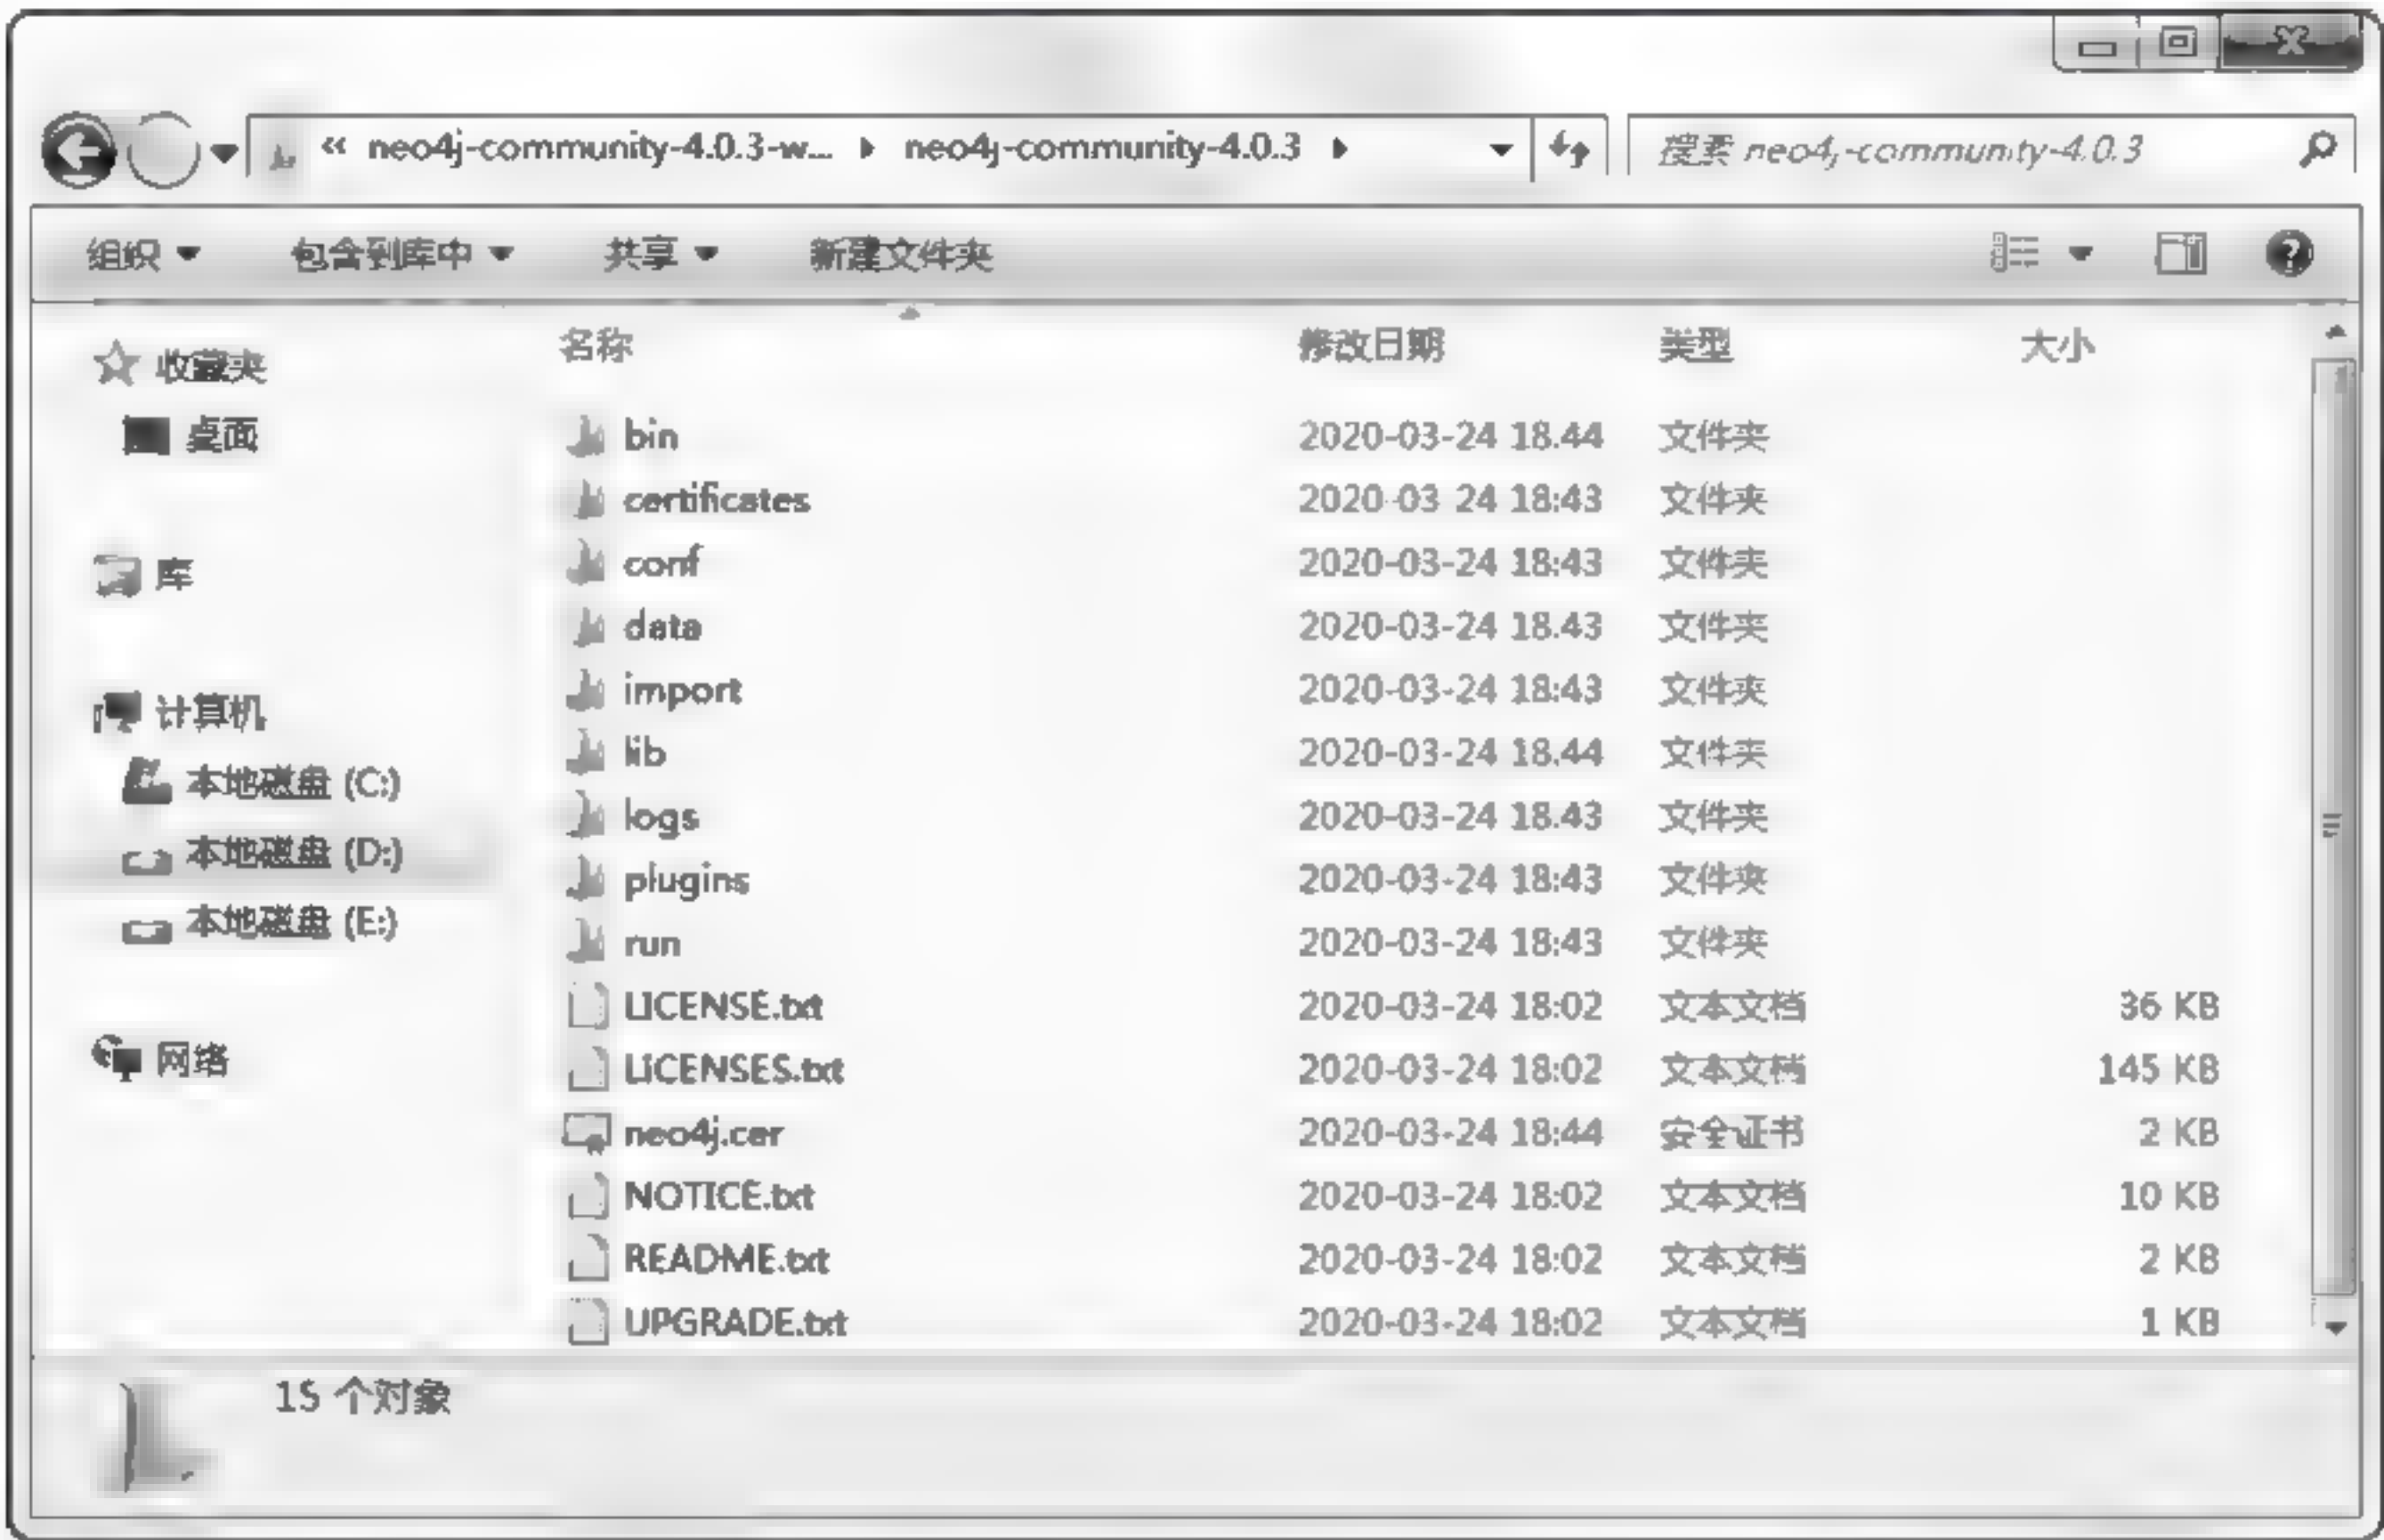 « neo4j-community-4.0.3-w... ▸ neo4j-community-4.0.3 ▸ 搜索 neo4j-community-4.0.3
组织 包含到库中 共享 新建文件夹
名称 修改日期 类型 大小
收藏夹
桌面
库
计算机
本地磁盘 (C:)
本地磁盘 (D:)
本地磁盘 (E:)
网络
bin 2020-03-24 18:44 文件夹
certificates 2020-03-24 18:43 文件夹
conf 2020-03-24 18:43 文件夹
data 2020-03-24 18:43 文件夹
import 2020-03-24 18:43 文件夹
lib 2020-03-24 18:44 文件夹
logs 2020-03-24 18:43 文件夹
plugins 2020-03-24 18:43 文件夹
run 2020-03-24 18:43 文件夹
LICENSE.txt 2020-03-24 18:02 文本文档 36 KB
LICENSES.txt 2020-03-24 18:02 文本文档 145 KB
neo4j.cer 2020-03-24 18:44 安全证书 2 KB
NOTICE.txt 2020-03-24 18:02 文本文档 10 KB
README.txt 2020-03-24 18:02 文本文档 2 KB
UPGRADE.txt 2020-03-24 18:02 文本文档 1 KB
15 个对象